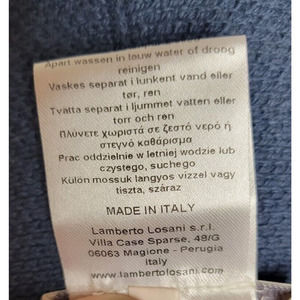 Apart wassen in lauw water of droog
reinigen
Vaskes separat i lunkent vand eller
tør, ren
Tvätta separat i ljummet vatten eller
torr och ren
Πλύνετε χωριστά σε ζεστό νερό ή
στεγνό καθάρισμα
Prac oddzielnie w letniej wodzie lub
czystego, suchego
Külön mossuk langyos vizzel vagy
tiszta, száraz
MADE IN ITALY
Lamberto Losani s.r.l.
Villa Case Sparse, 48/G
06063 Magione - Perugia
Italy
www.lambertolosani.com